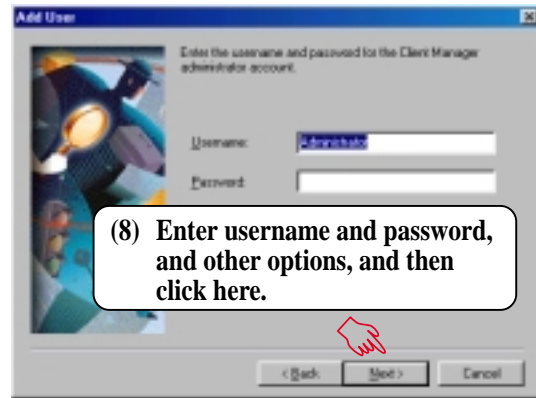 Add User
Enter the username and password for the Client Manager
administrator account.
Username:
Administrator
Password:
(8) Enter username and password,
and other options, and then
click here.
< Back
Next >
Cancel